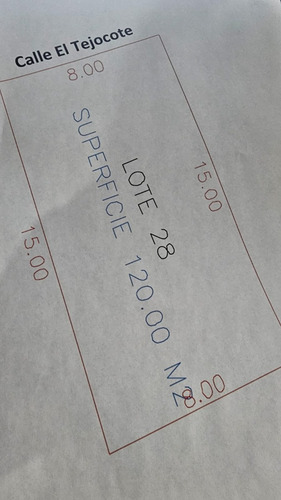 Calle El Tejocote
8.00
LOTE 28
SUPERFICIE 120.00 M2
15.00
15.00
8.00